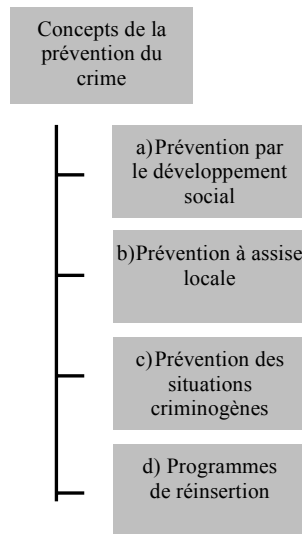 Concepts de la
prévention du
crime
a)Prévention par
le développement
social
b)Prévention à assise
locale
c)Prévention des
situations
criminogènes
d) Programmes
de réinsertion